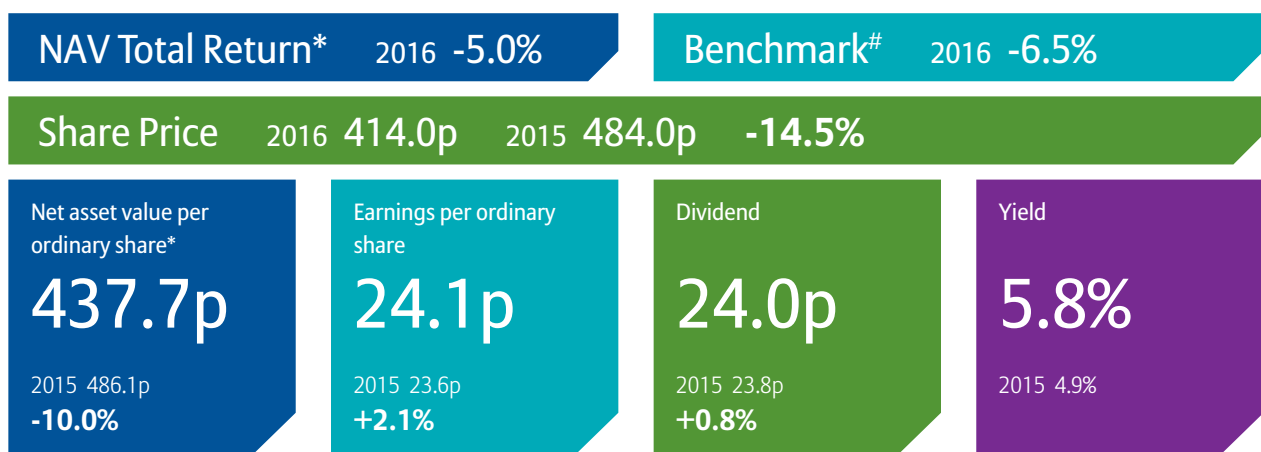 NAV Total Return* 2016 -5.0%
Benchmark# 2016 -6.5%
Share Price 2016 414.0p 2015 484.0p -14.5%
Net asset value per
ordinary share*
437.7p
2015 486.1p
-10.0%
Earnings per ordinary
share
24.1p
2015 23.6p
+2.1%
Dividend
24.0p
2015 23.8p
+0.8%
Yield
5.8%
2015 4.9%